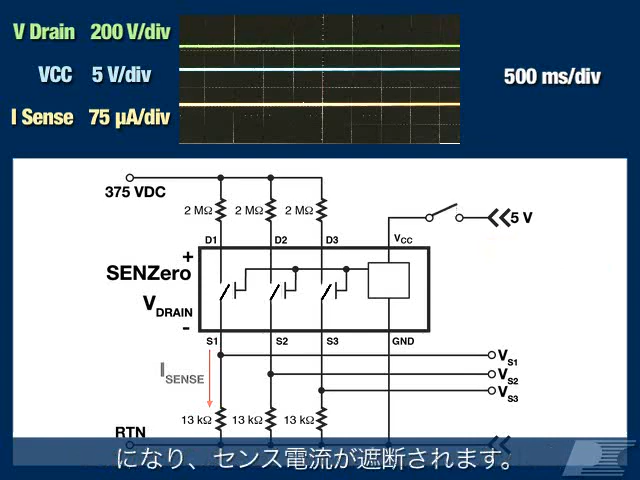 V Drain 200 V/div
VCC 5 V/div
I Sense 75 µA/div
500 ms/div
375 VDC
2 MΩ 2 MΩ 2 MΩ
5 V
D1 D2 D3 VCC
+
SENZero
VDRAIN
-
S1 S2 S3 GND
ISENSE
VS1
VS2
VS3
13 kΩ 13 kΩ 13 kΩ
RTN
になり、センス電流が遮断されます。